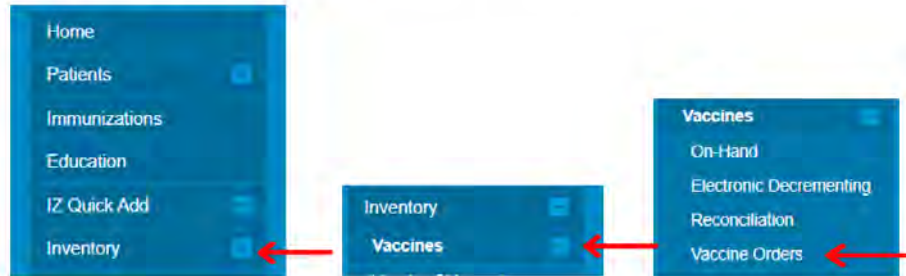 Home
Patients
Immunizations
Education
IZ Quick Add
Inventory
Inventory
Vaccines
Vaccines
On-Hand
Electronic Decrementing
Reconciliation
Vaccine Orders